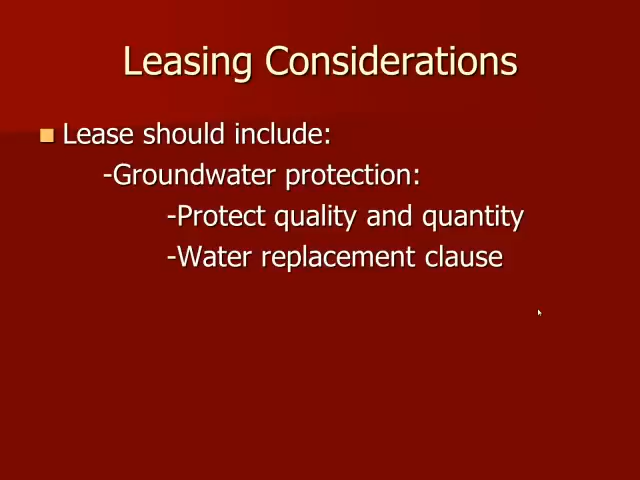 Leasing Considerations
Lease should include:
-Groundwater protection:
-Protect quality and quantity
-Water replacement clause